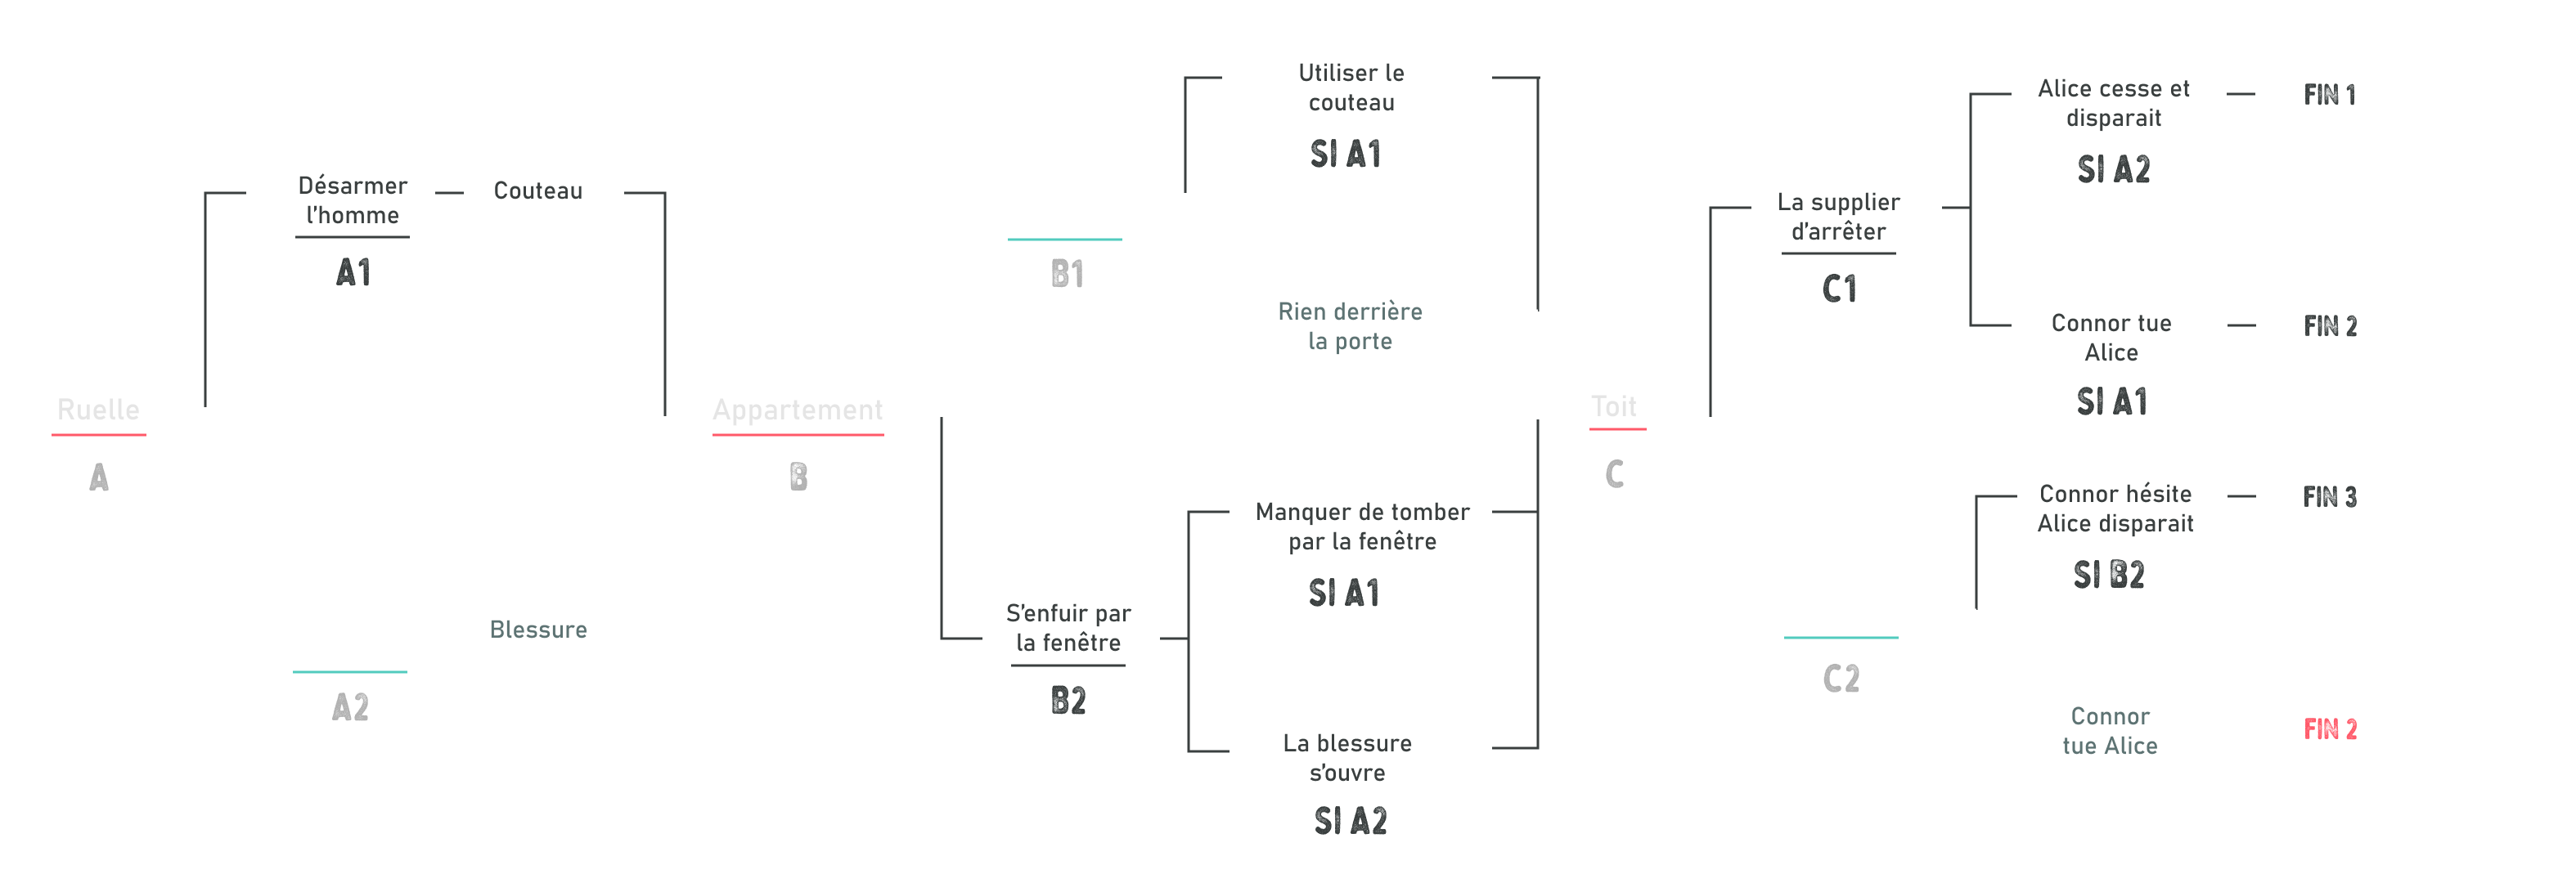 Ruelle
A
Désarmer
l'homme
A1
Couteau
A2
Blessure
Appartement
B
B1
Utiliser le
couteau
SI A1
Rien derrière
la porte
S'enfuir par
la fenêtre
B2
Manquer de tomber
par la fenêtre
SI A1
La blessure
s'ouvre
SI A2
Toit
C
La supplier
d'arrêter
C1
Alice cesse et
disparait
SI A2
FIN 1
Connor tue
Alice
SI A1
FIN 2
C2
Connor hésite
Alice disparait
SI B2
FIN 3
Connor
tue Alice
FIN 2